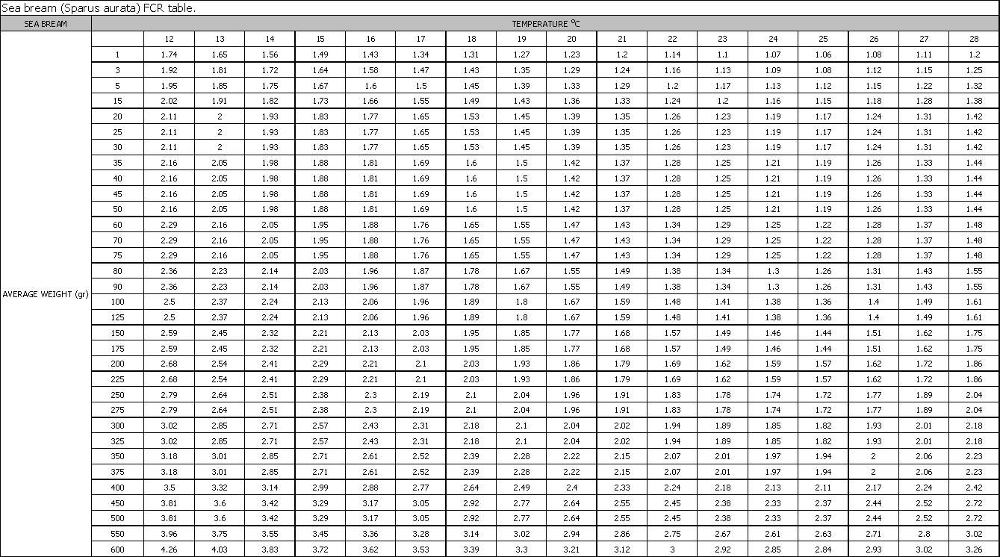 Sea bream (Sparus aurata) FCR table.
SEA BREAM TEMPERATURE °C
12 13 14 15 16 17 18 19 20 21 22 23 24 25 26 27 28
1 1.74 1.65 1.56 1.49 1.43 1.34 1.31 1.27 1.23 1.2 1.14 1.1 1.07 1.06 1.08 1.11 1.2
3 1.92 1.81 1.72 1.64 1.58 1.47 1.43 1.35 1.29 1.24 1.16 1.13 1.09 1.08 1.12 1.15 1.25
5 1.95 1.85 1.75 1.67 1.6 1.5 1.45 1.39 1.33 1.29 1.2 1.17 1.13 1.12 1.15 1.22 1.32
15 2.02 1.91 1.82 1.73 1.66 1.55 1.49 1.43 1.36 1.33 1.24 1.2 1.16 1.15 1.18 1.28 1.38
20 2.11 2 1.93 1.83 1.77 1.65 1.53 1.45 1.39 1.35 1.26 1.23 1.19 1.17 1.24 1.31 1.42
25 2.11 2 1.93 1.83 1.77 1.65 1.53 1.45 1.39 1.35 1.26 1.23 1.19 1.17 1.24 1.31 1.42
30 2.11 2 1.93 1.83 1.77 1.65 1.53 1.45 1.39 1.35 1.26 1.23 1.19 1.17 1.24 1.31 1.42
35 2.16 2.05 1.98 1.88 1.81 1.69 1.6 1.5 1.42 1.37 1.28 1.25 1.21 1.19 1.26 1.33 1.44
40 2.16 2.05 1.98 1.88 1.81 1.69 1.6 1.5 1.42 1.37 1.28 1.25 1.21 1.19 1.26 1.33 1.44
45 2.16 2.05 1.98 1.88 1.81 1.69 1.6 1.5 1.42 1.37 1.28 1.25 1.21 1.19 1.26 1.33 1.44
50 2.16 2.05 1.98 1.88 1.81 1.69 1.6 1.5 1.42 1.37 1.28 1.25 1.21 1.19 1.26 1.33 1.44
60 2.29 2.16 2.05 1.95 1.88 1.76 1.65 1.55 1.47 1.43 1.34 1.29 1.25 1.22 1.28 1.37 1.48
70 2.29 2.16 2.05 1.95 1.88 1.76 1.65 1.55 1.47 1.43 1.34 1.29 1.25 1.22 1.28 1.37 1.48
75 2.29 2.16 2.05 1.95 1.88 1.76 1.65 1.55 1.47 1.43 1.34 1.29 1.25 1.22 1.28 1.37 1.48
80 2.36 2.23 2.14 2.03 1.96 1.87 1.78 1.67 1.55 1.49 1.38 1.34 1.3 1.26 1.31 1.43 1.55
90 2.36 2.23 2.14 2.03 1.96 1.87 1.78 1.67 1.55 1.49 1.38 1.34 1.3 1.26 1.31 1.43 1.55
AVERAGE WEIGHT (gr)
100 2.5 2.37 2.24 2.13 2.06 1.96 1.89 1.8 1.67 1.59 1.48 1.41 1.38 1.36 1.4 1.49 1.61
125 2.5 2.37 2.24 2.13 2.06 1.96 1.89 1.8 1.67 1.59 1.48 1.41 1.38 1.36 1.4 1.49 1.61
150 2.59 2.45 2.32 2.21 2.13 2.03 1.95 1.85 1.77 1.68 1.57 1.49 1.46 1.44 1.51 1.62 1.75
175 2.59 2.45 2.32 2.21 2.13 2.03 1.95 1.85 1.77 1.68 1.57 1.49 1.46 1.44 1.51 1.62 1.75
200 2.68 2.54 2.41 2.29 2.21 2.1 2.03 1.93 1.86 1.79 1.69 1.62 1.59 1.57 1.62 1.72 1.86
225 2.68 2.54 2.41 2.29 2.21 2.1 2.03 1.93 1.86 1.79 1.69 1.62 1.59 1.57 1.62 1.72 1.86
250 2.79 2.64 2.51 2.38 2.3 2.19 2.1 2.04 1.96 1.91 1.83 1.78 1.74 1.72 1.77 1.89 2.04
275 2.79 2.64 2.51 2.38 2.3 2.19 2.1 2.04 1.96 1.91 1.83 1.78 1.74 1.72 1.77 1.89 2.04
300 3.02 2.85 2.71 2.57 2.43 2.31 2.18 2.1 2.04 2.02 1.94 1.89 1.85 1.82 1.93 2.01 2.18
325 3.02 2.85 2.71 2.57 2.43 2.31 2.18 2.1 2.04 2.02 1.94 1.89 1.85 1.82 1.93 2.01 2.18
350 3.18 3.01 2.85 2.71 2.61 2.52 2.39 2.28 2.22 2.15 2.07 2.01 1.97 1.94 2 2.06 2.23
375 3.18 3.01 2.85 2.71 2.61 2.52 2.39 2.28 2.22 2.15 2.07 2.01 1.97 1.94 2 2.06 2.23
400 3.5 3.32 3.14 2.99 2.88 2.77 2.64 2.49 2.4 2.33 2.24 2.18 2.13 2.11 2.17 2.24 2.42
450 3.81 3.6 3.42 3.29 3.17 3.05 2.92 2.77 2.64 2.55 2.45 2.38 2.33 2.37 2.44 2.52 2.72
500 3.81 3.6 3.42 3.29 3.17 3.05 2.92 2.77 2.64 2.55 2.45 2.38 2.33 2.37 2.44 2.52 2.72
550 3.96 3.75 3.55 3.45 3.36 3.28 3.14 3.02 2.94 2.86 2.75 2.67 2.61 2.63 2.71 2.8 3.02
600 4.26 4.03 3.83 3.72 3.62 3.53 3.39 3.3 3.21 3.12 3 2.92 2.85 2.84 2.93 3.02 3.26